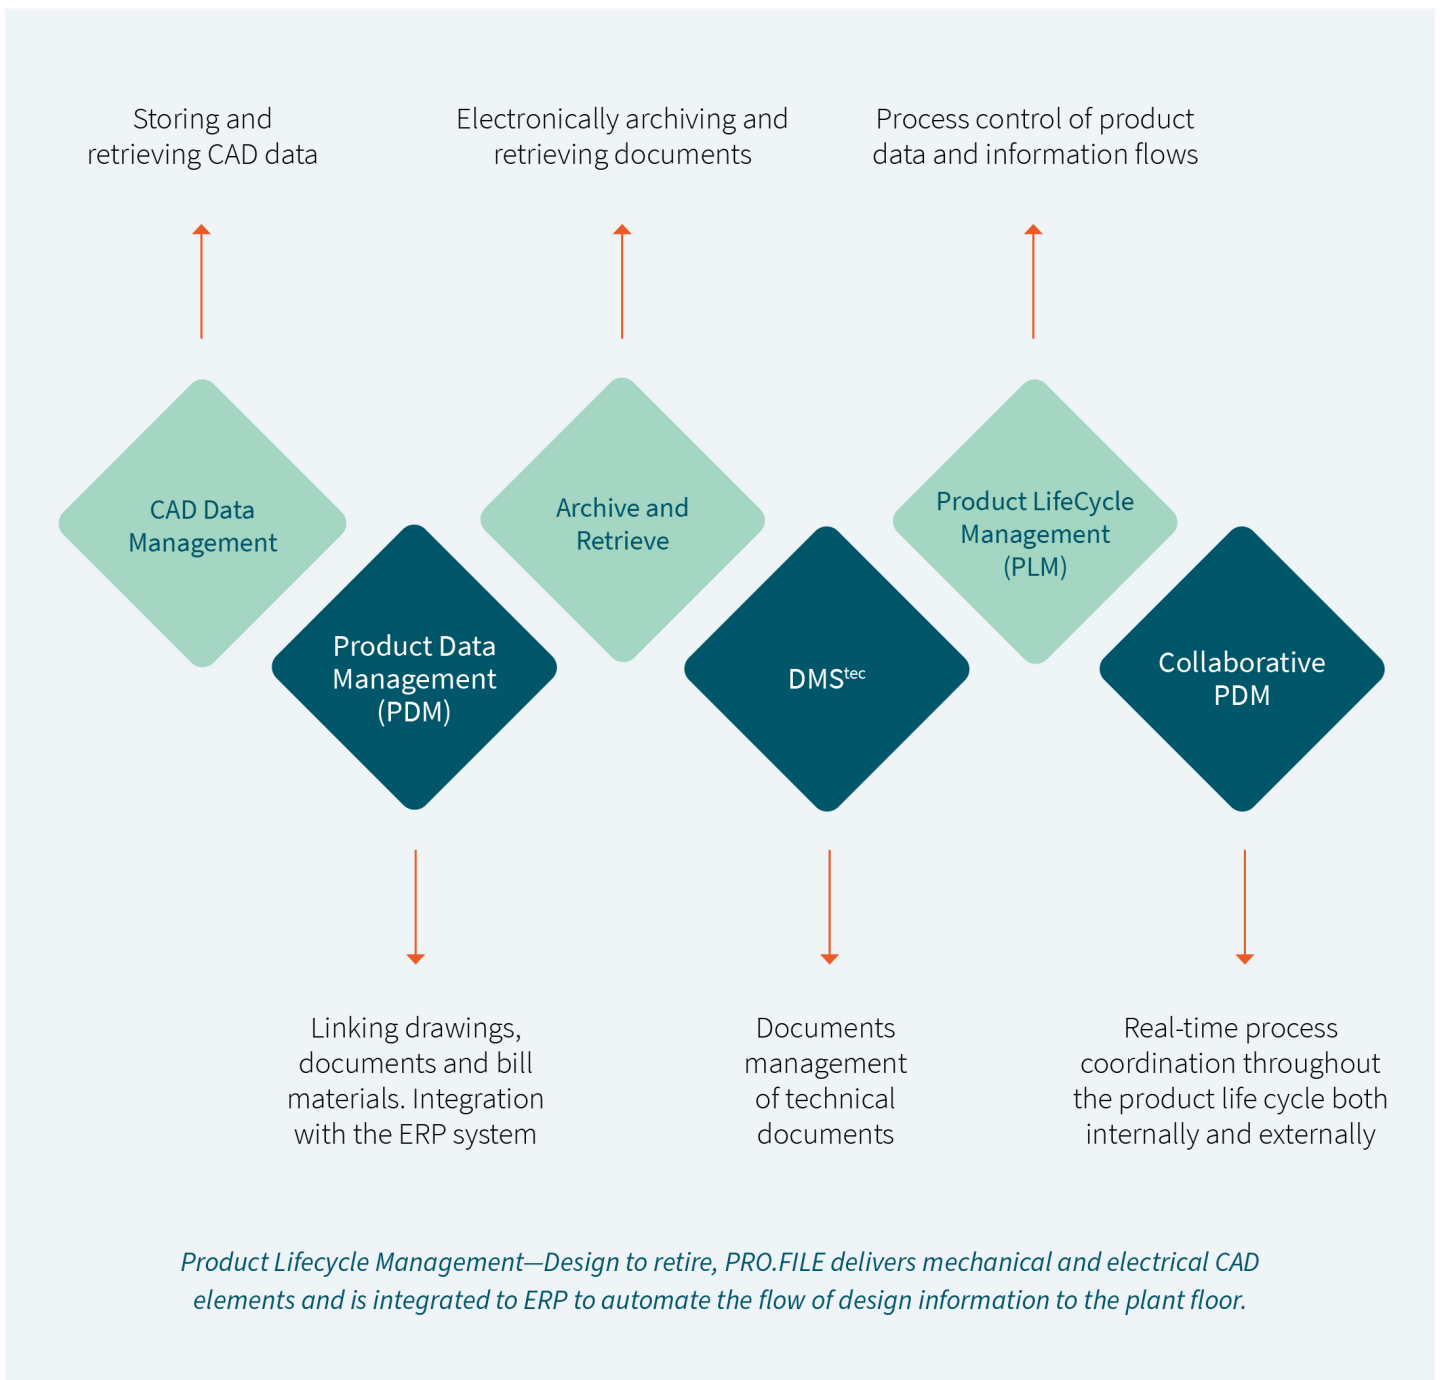 Storing and
retrieving CAD data
Electronically archiving and
retrieving documents
Process control of product
data and information flows
CAD Data
Management
Archive and
Retrieve
Product LifeCycle
Management
(PLM)
Product Data
Management
(PDM)
DMStec
Collaborative
PDM
Linking drawings,
documents and bill
materials. Integration
with the ERP system
Documents
management
of technical
documents
Real-time process
coordination throughout
the product life cycle both
internally and externally
Product Lifecycle Management—Design to retire, PRO.FILE delivers mechanical and electrical CAD
elements and is integrated to ERP to automate the flow of design information to the plant floor.